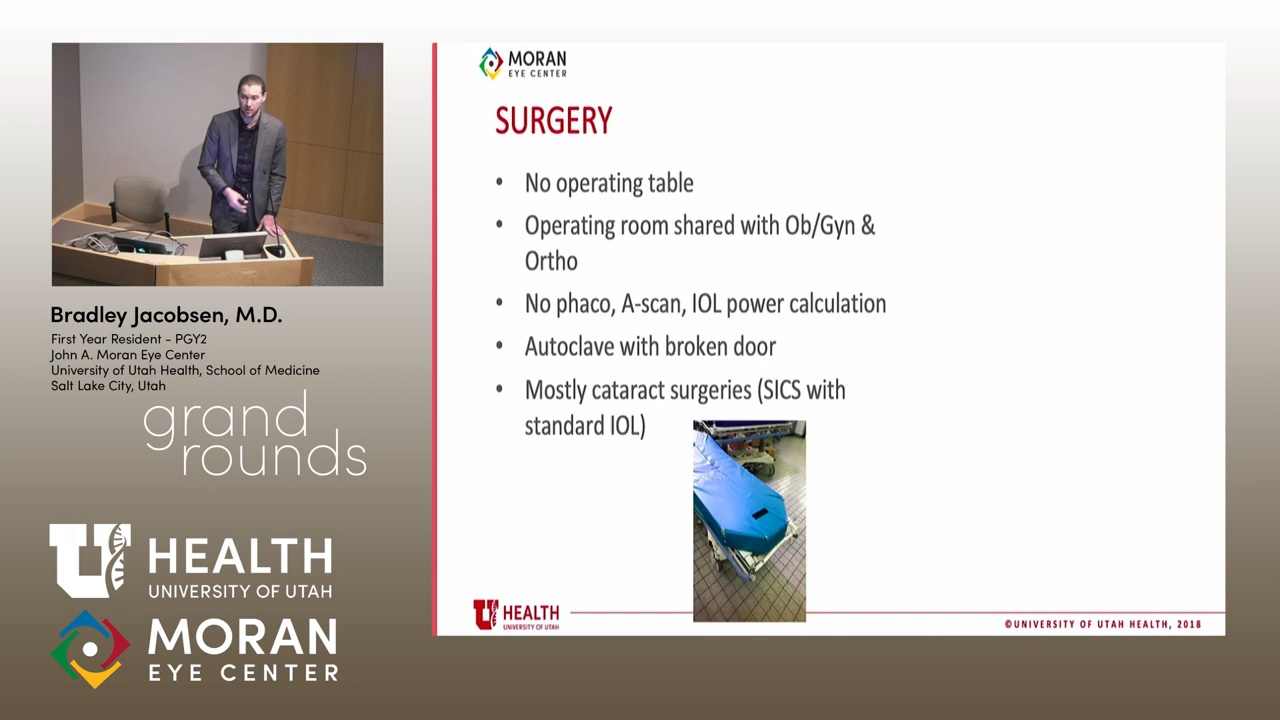 Bradley Jacobsen, M.D.
First Year Resident - PGY2
John A. Moran Eye Center
University of Utah Health, School of Medicine
Salt Lake City, Utah
grand
rounds
U HEALTH
UNIVERSITY OF UTAH
MORAN
EYE CENTER
MORAN
EYE CENTER
SURGERY
• No operating table
• Operating room shared with Ob/Gyn &
Ortho
• No phaco, A-scan, IOL power calculation
• Autoclave with broken door
• Mostly cataract surgeries (SICS with
standard IOL)
U HEALTH
UNIVERSITY OF UTAH
©UNIVERSITY OF UTAH HEALTH, 2018